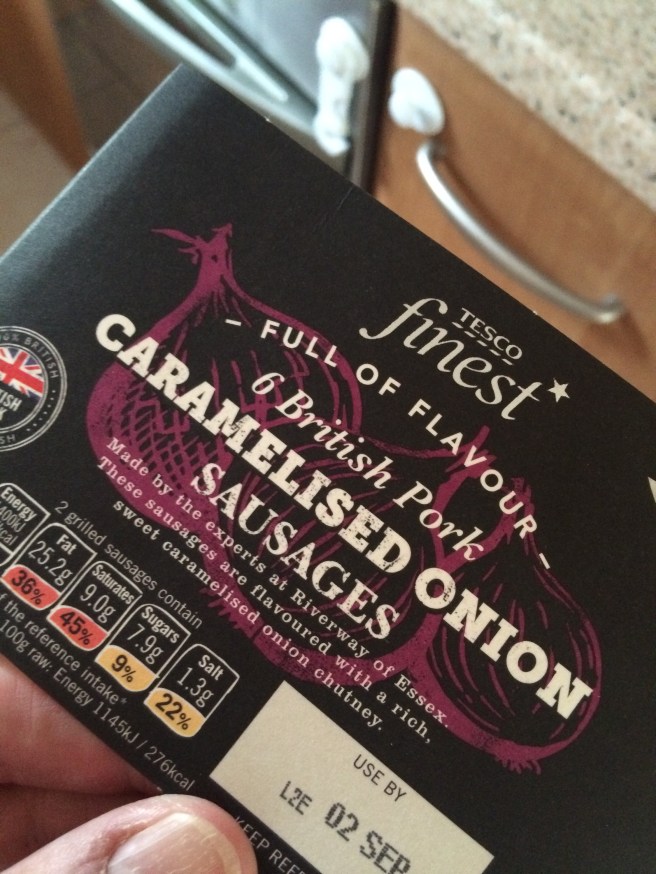 TESCO
finest
– FULL OF FLAVOUR –
6 British Pork
CARAMELISED ONION
SAUSAGES
Made by the experts at Riverway of Essex.
These sausages are flavoured with a rich,
sweet caramelised onion chutney.
100% BRITISH
2 grilled sausages contain
Energy
Fat
25.2g
36%
Saturates
9.0g
45%
Sugars
7.9g
9%
Salt
1.3g
22%
of the reference intake*
100g raw: Energy 1145kJ / 276kcal
USE BY
L2E 02 SEP
KEEP